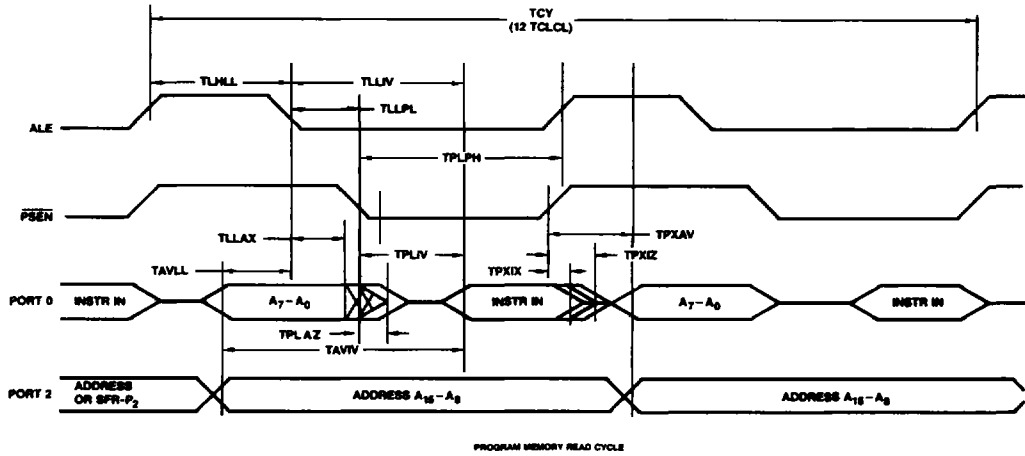 TCY
(12 TCLCL)
TLHLL
TLLIV
TLLPL
ALE
TPLPH
PSEN
TLLAX
TPLIV
TPXAV
TPXIZ
TAVLL
TPXIX
PORT 0
INSTR IN
A7-A0
INSTR IN
A7-A0
INSTR IN
TPLAZ
TAVIV
PORT 2
ADDRESS
OR SFR-P2
ADDRESS A15-A8
ADDRESS A15-A8
PROGRAM MEMORY READ CYCLE